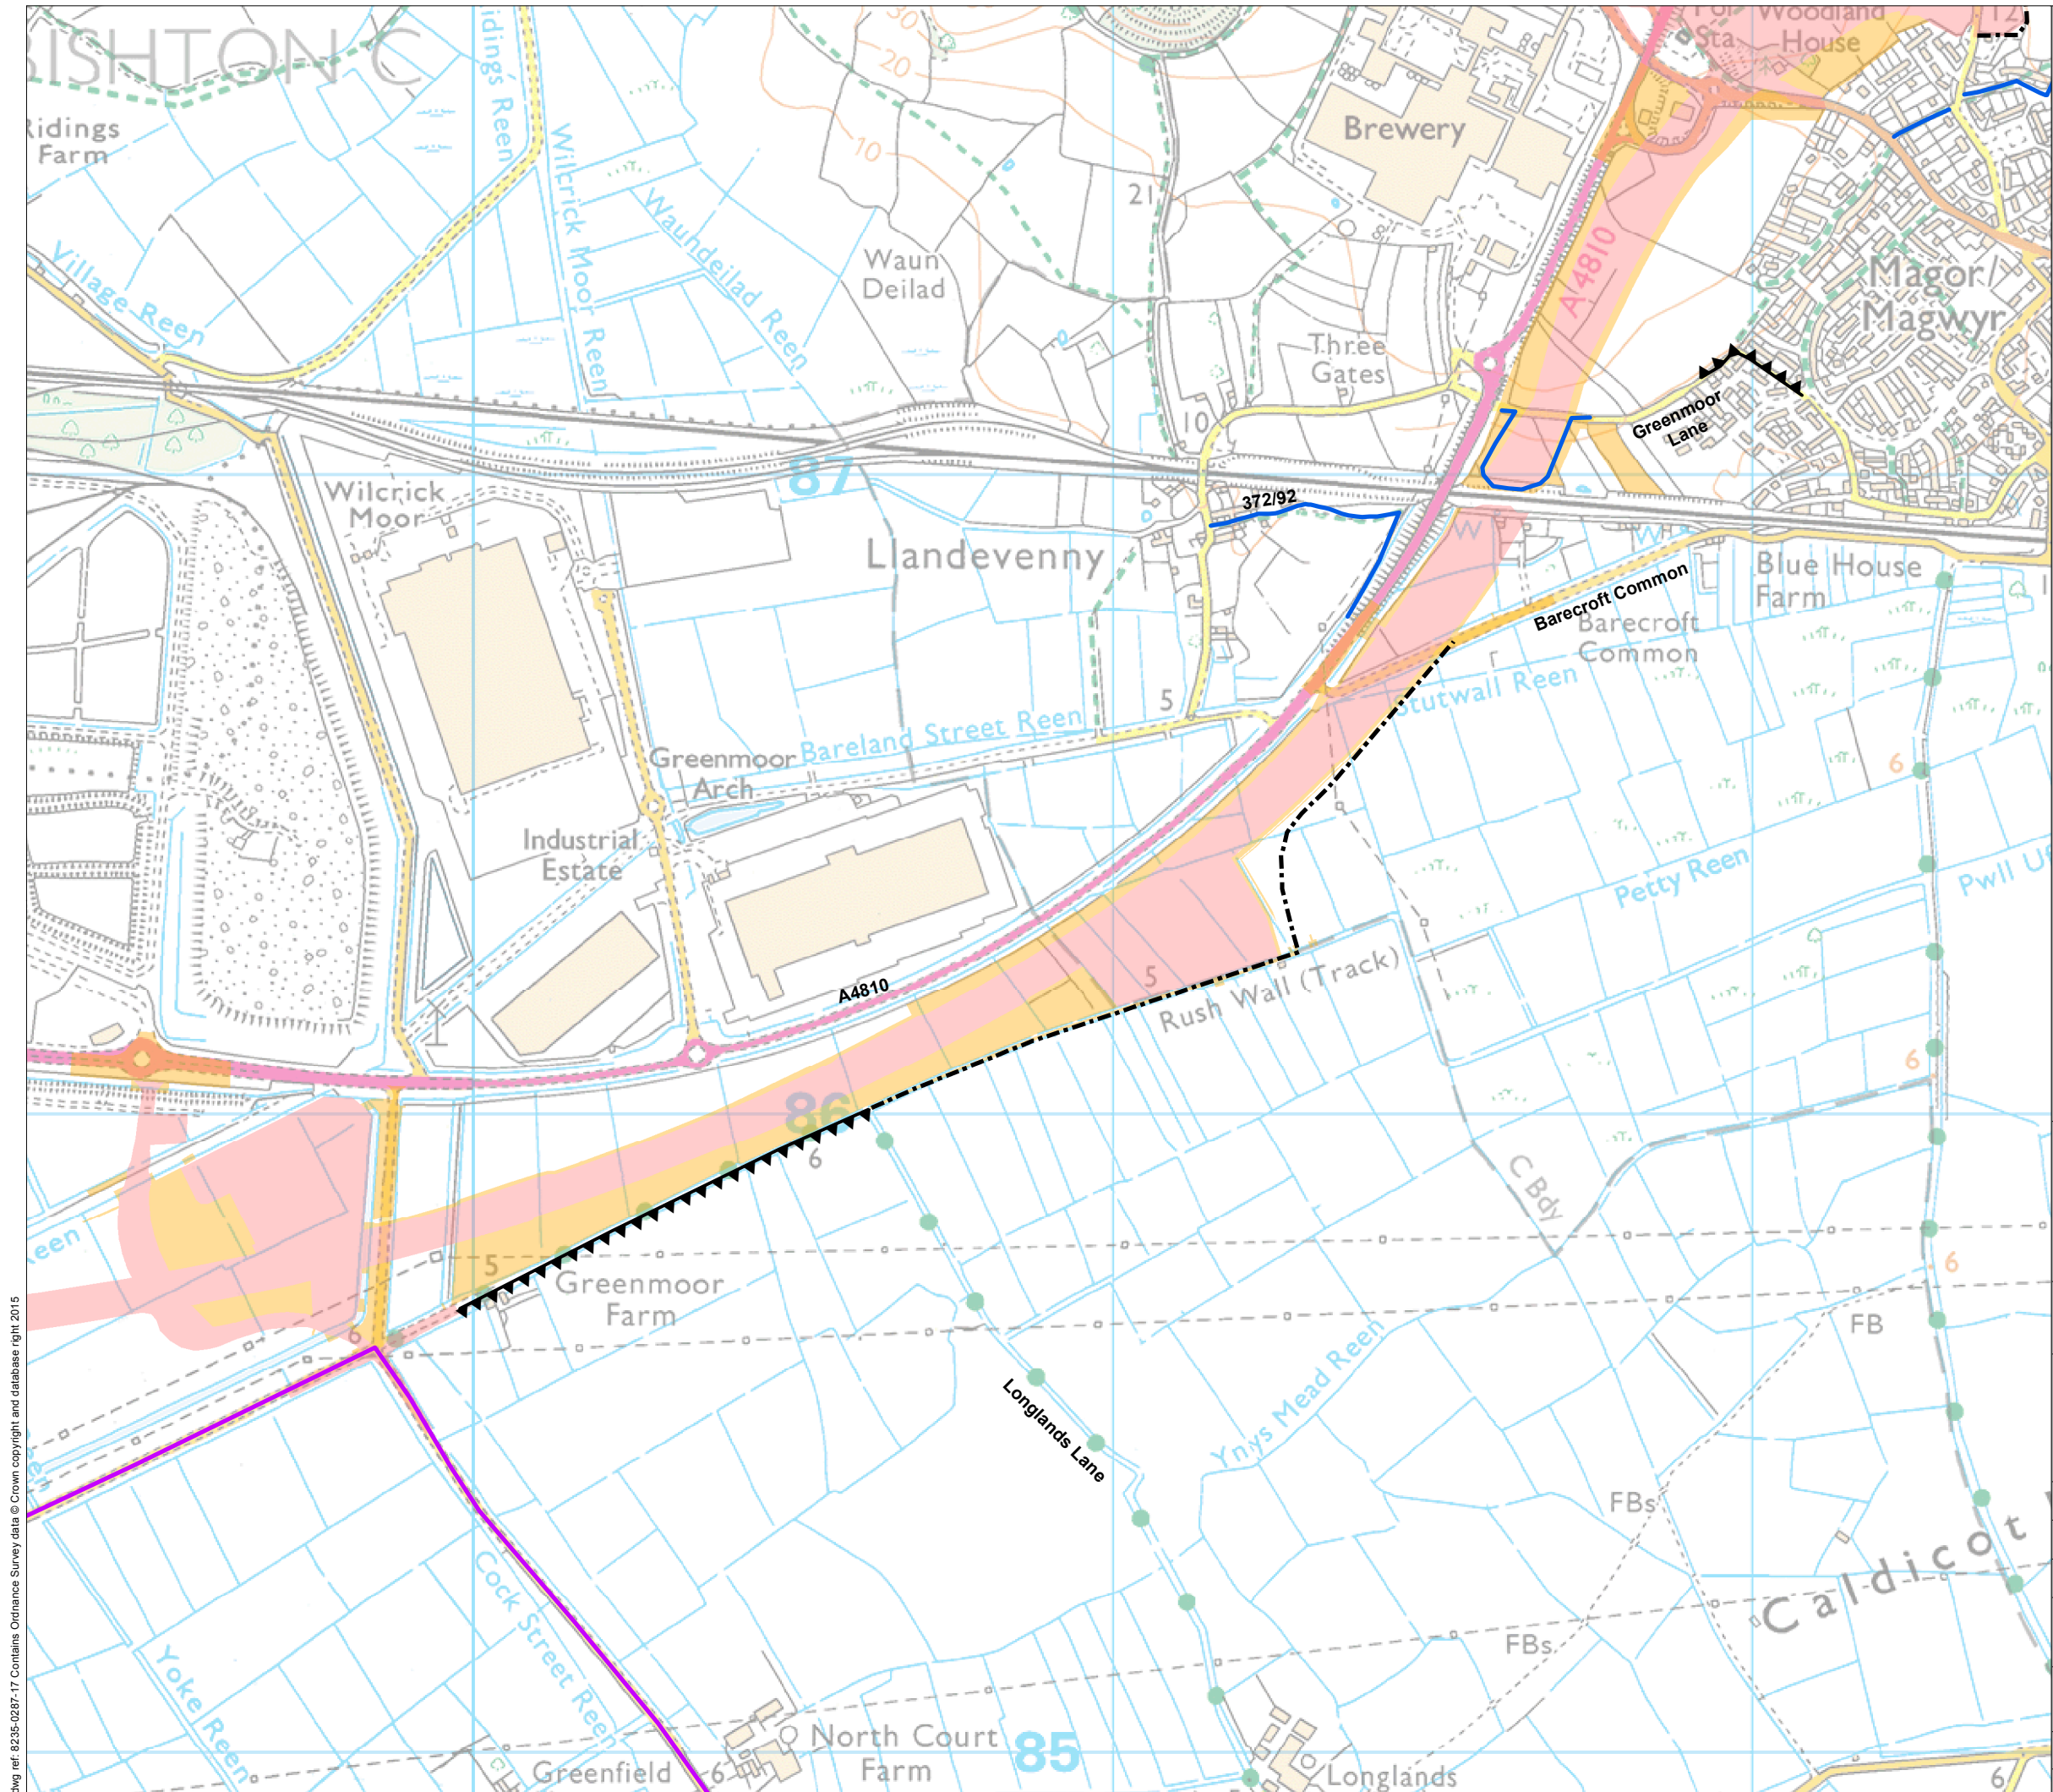 BISHTON C
Ridings
Farm
idings Reen
Wilcrick Moor Reen
Waundeilad Reen
Village Reen
30
20
10
21
Waun
Deilad
Brewery
Woodland
House
Sta
12
A4810
Magor/
Magwyr
Three
Gates
10
Greenmoor
Lane
87
372/92
Wilcrick
Moor
Llandevenny
W
W
Blue House
Farm
Barecroft Common
Barecroft
Common
Stutwall Reen
5
Bareland Street Reen
Greenmoor
Arch
Industrial
Estate
6
Petty Reen
Pwll
A4810
5
Rush Wall (Track)
6
86
6
C Bdy
een
5
Greenmoor
Farm
6
6
FB
Longlands Lane
Ynys Mead Reen
FBs
Caldicot
FBs
Cock Street Reen
Yoke Reen
North Court
Farm
85
Greenfield
6
Longlands
6
dwg ref: 8235-0287-17 Contains Ordnance Survey data © Crown copyright and database right 2015